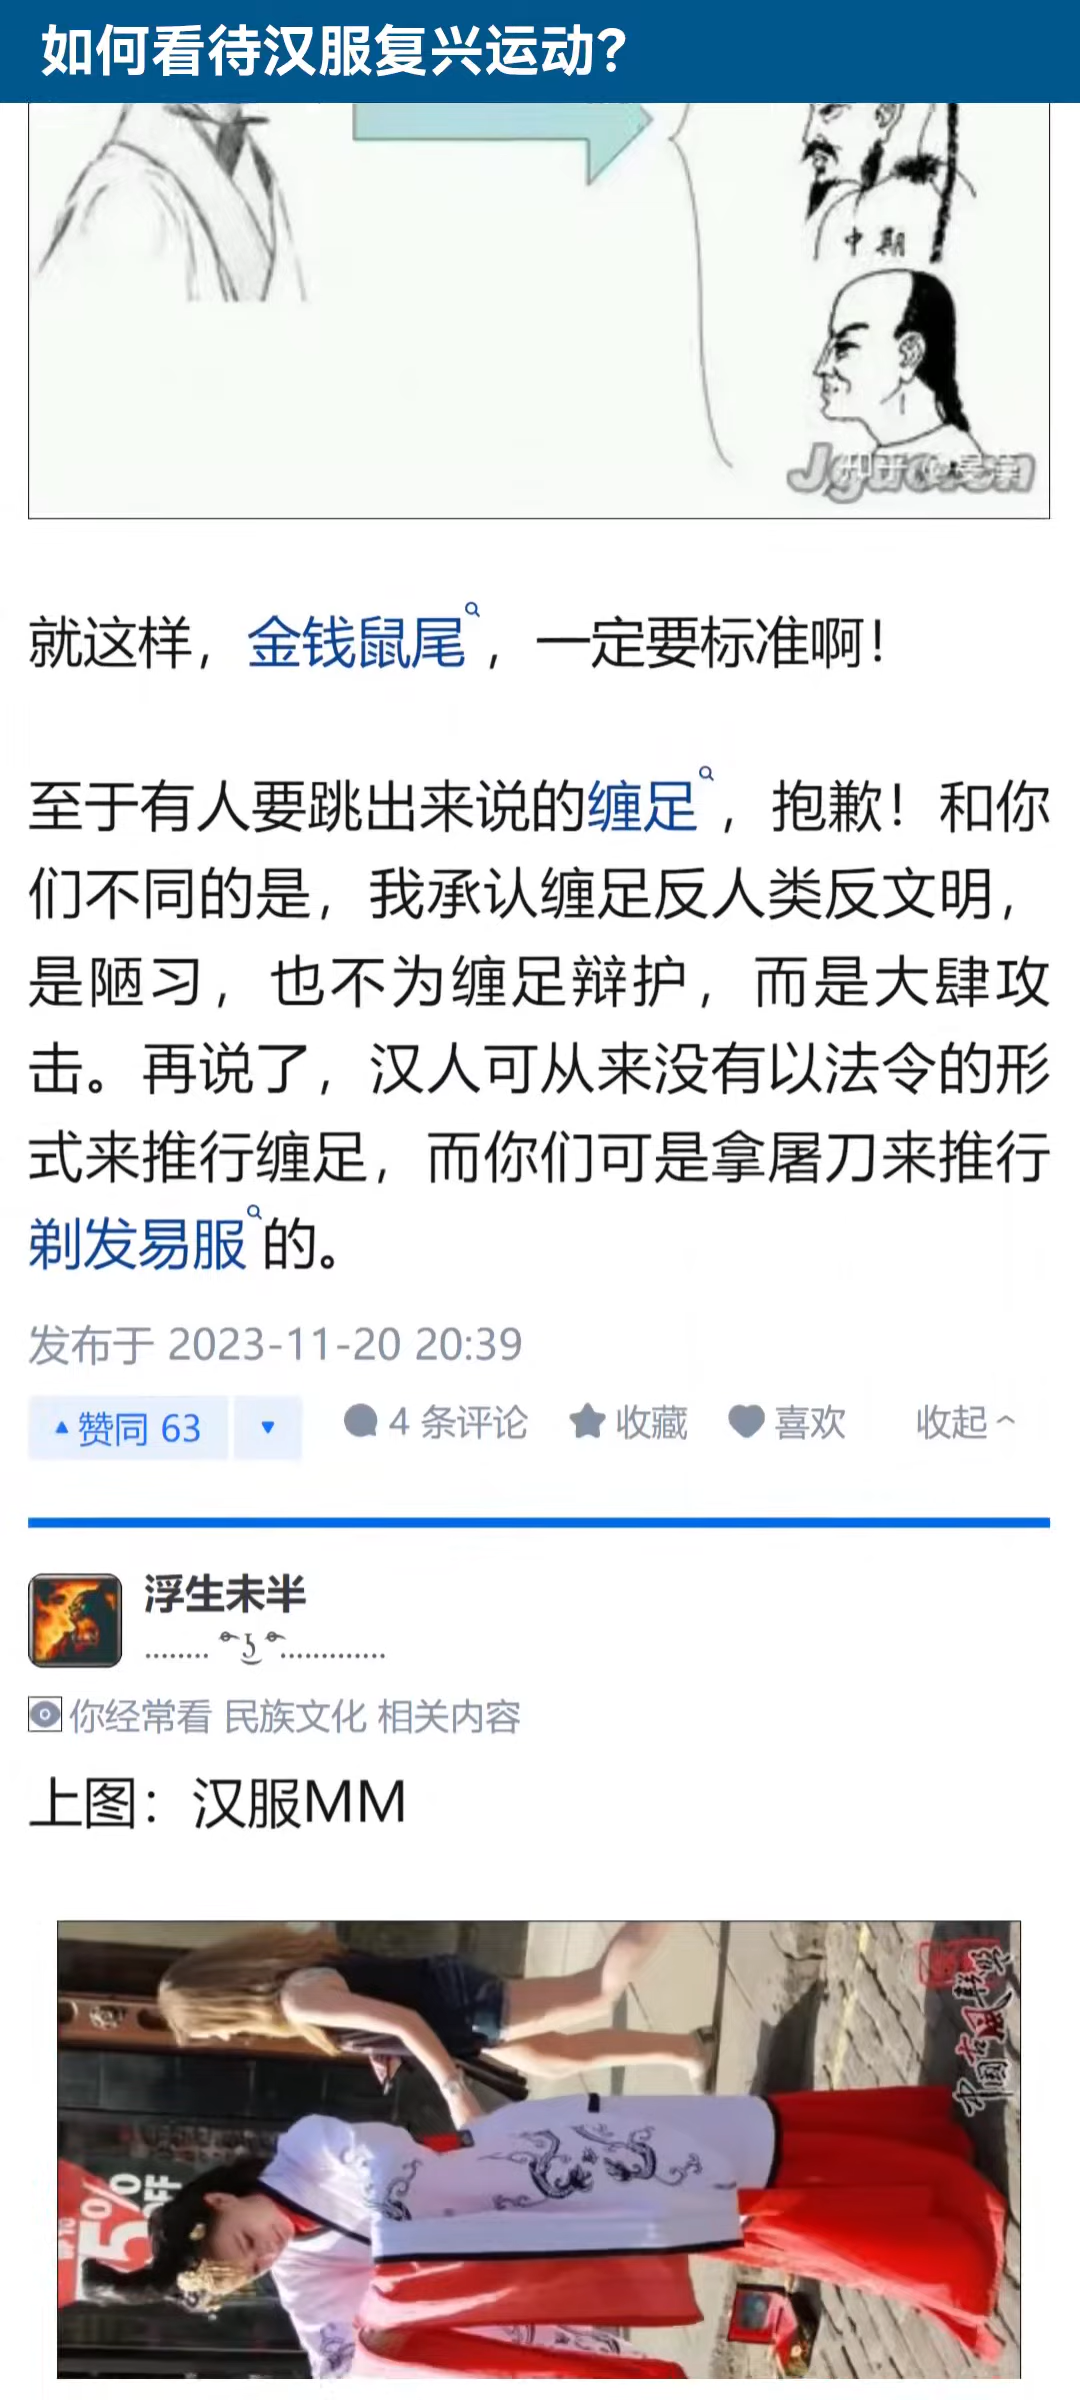 如何看待汉服复兴运动？
中期
就这样，金钱鼠尾，一定要标准啊！
至于有人要跳出来说的缠足，抱歉！和你
们不同的是，我承认缠足反人类反文明，
是陋习，也不为缠足辩护，而是大肆攻
击。再说了，汉人可从来没有以法令的形
式来推行缠足，而你们可是拿屠刀来推行
剃发易服的。
发布于 2023-11-20 20:39
赞同 63 4 条评论 收藏 喜欢 收起
浮生未半
你经常看 民族文化 相关内容
上图：汉服MM
中国古风
5%
OFF